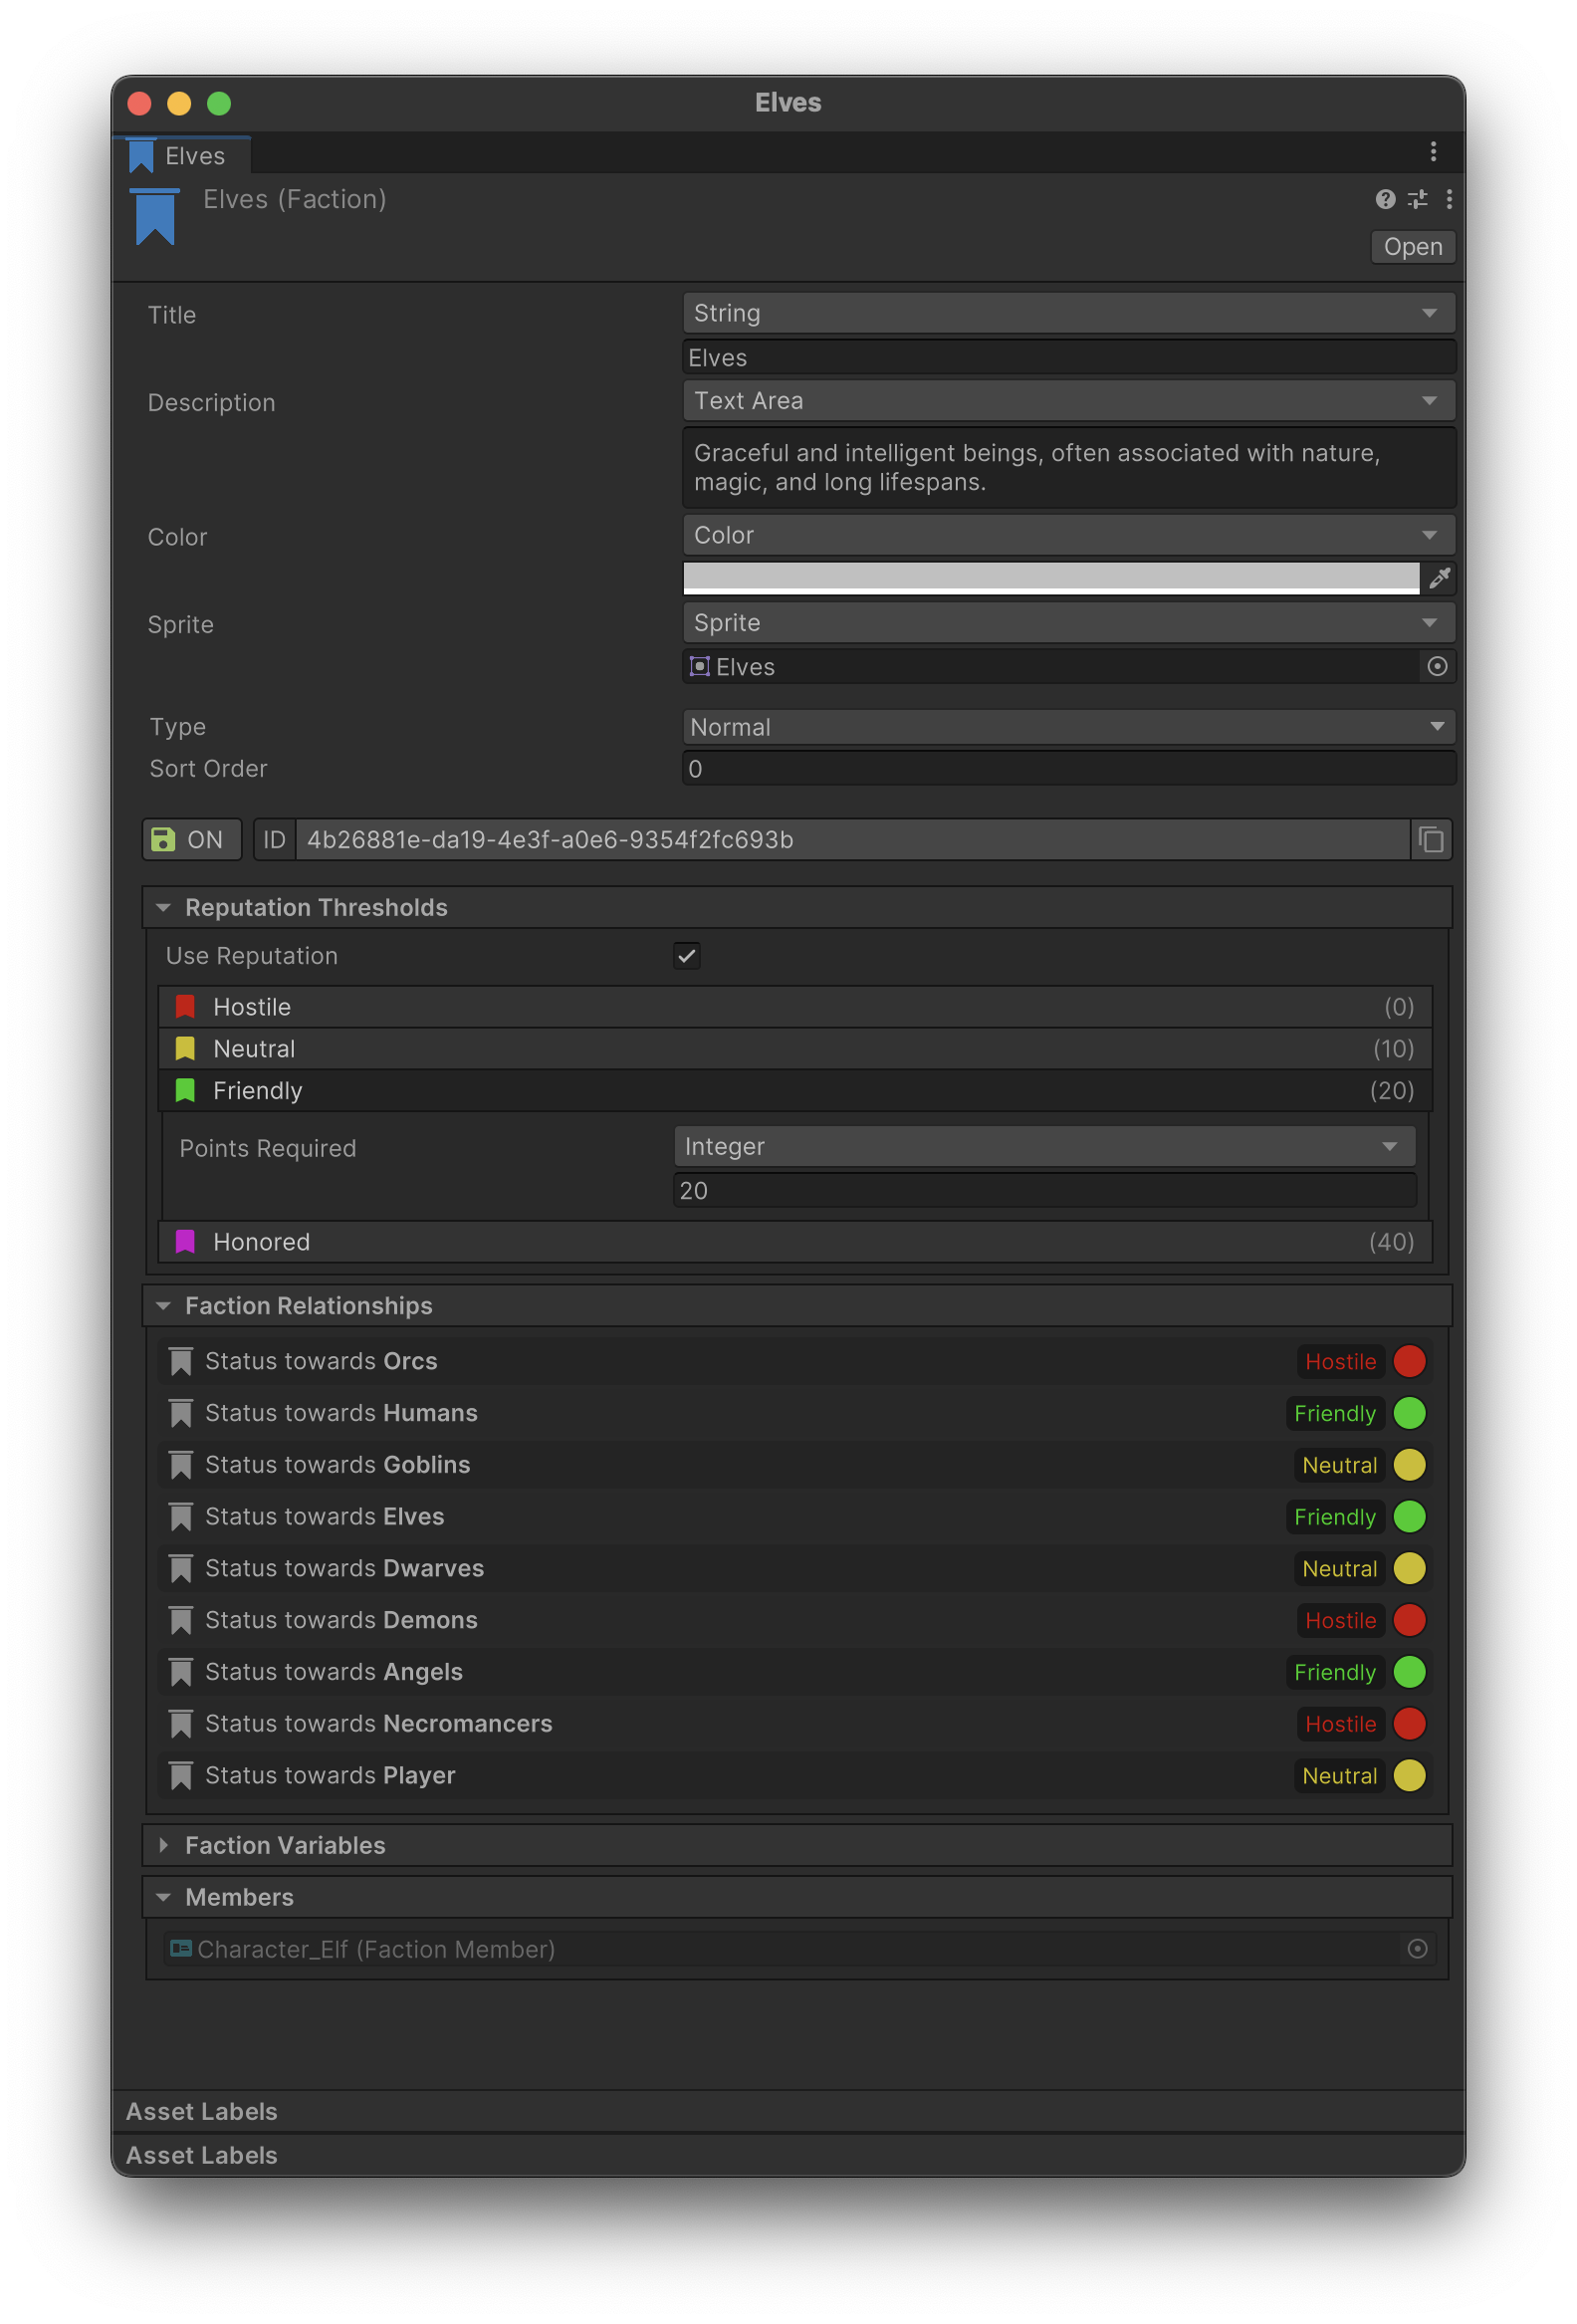 Elves
Elves
Elves (Faction)
Open
Title
String
Elves
Description
Text Area
Graceful and intelligent beings, often associated with nature,
magic, and long lifespans.
Color
Color
Sprite
Sprite
Elves
Type
Normal
Sort Order
0
ON
ID
4b26881e-da19-4e3f-a0e6-9354f2fc693b
Reputation Thresholds
Use Reputation
Hostile (0)
Neutral (10)
Friendly (20)
Points Required
Integer
20
Honored (40)
Faction Relationships
Status towards Orcs Hostile
Status towards Humans Friendly
Status towards Goblins Neutral
Status towards Elves Friendly
Status towards Dwarves Neutral
Status towards Demons Hostile
Status towards Angels Friendly
Status towards Necromancers Hostile
Status towards Player Neutral
Faction Variables
Members
Character_Elf (Faction Member)
Asset Labels
Asset Labels